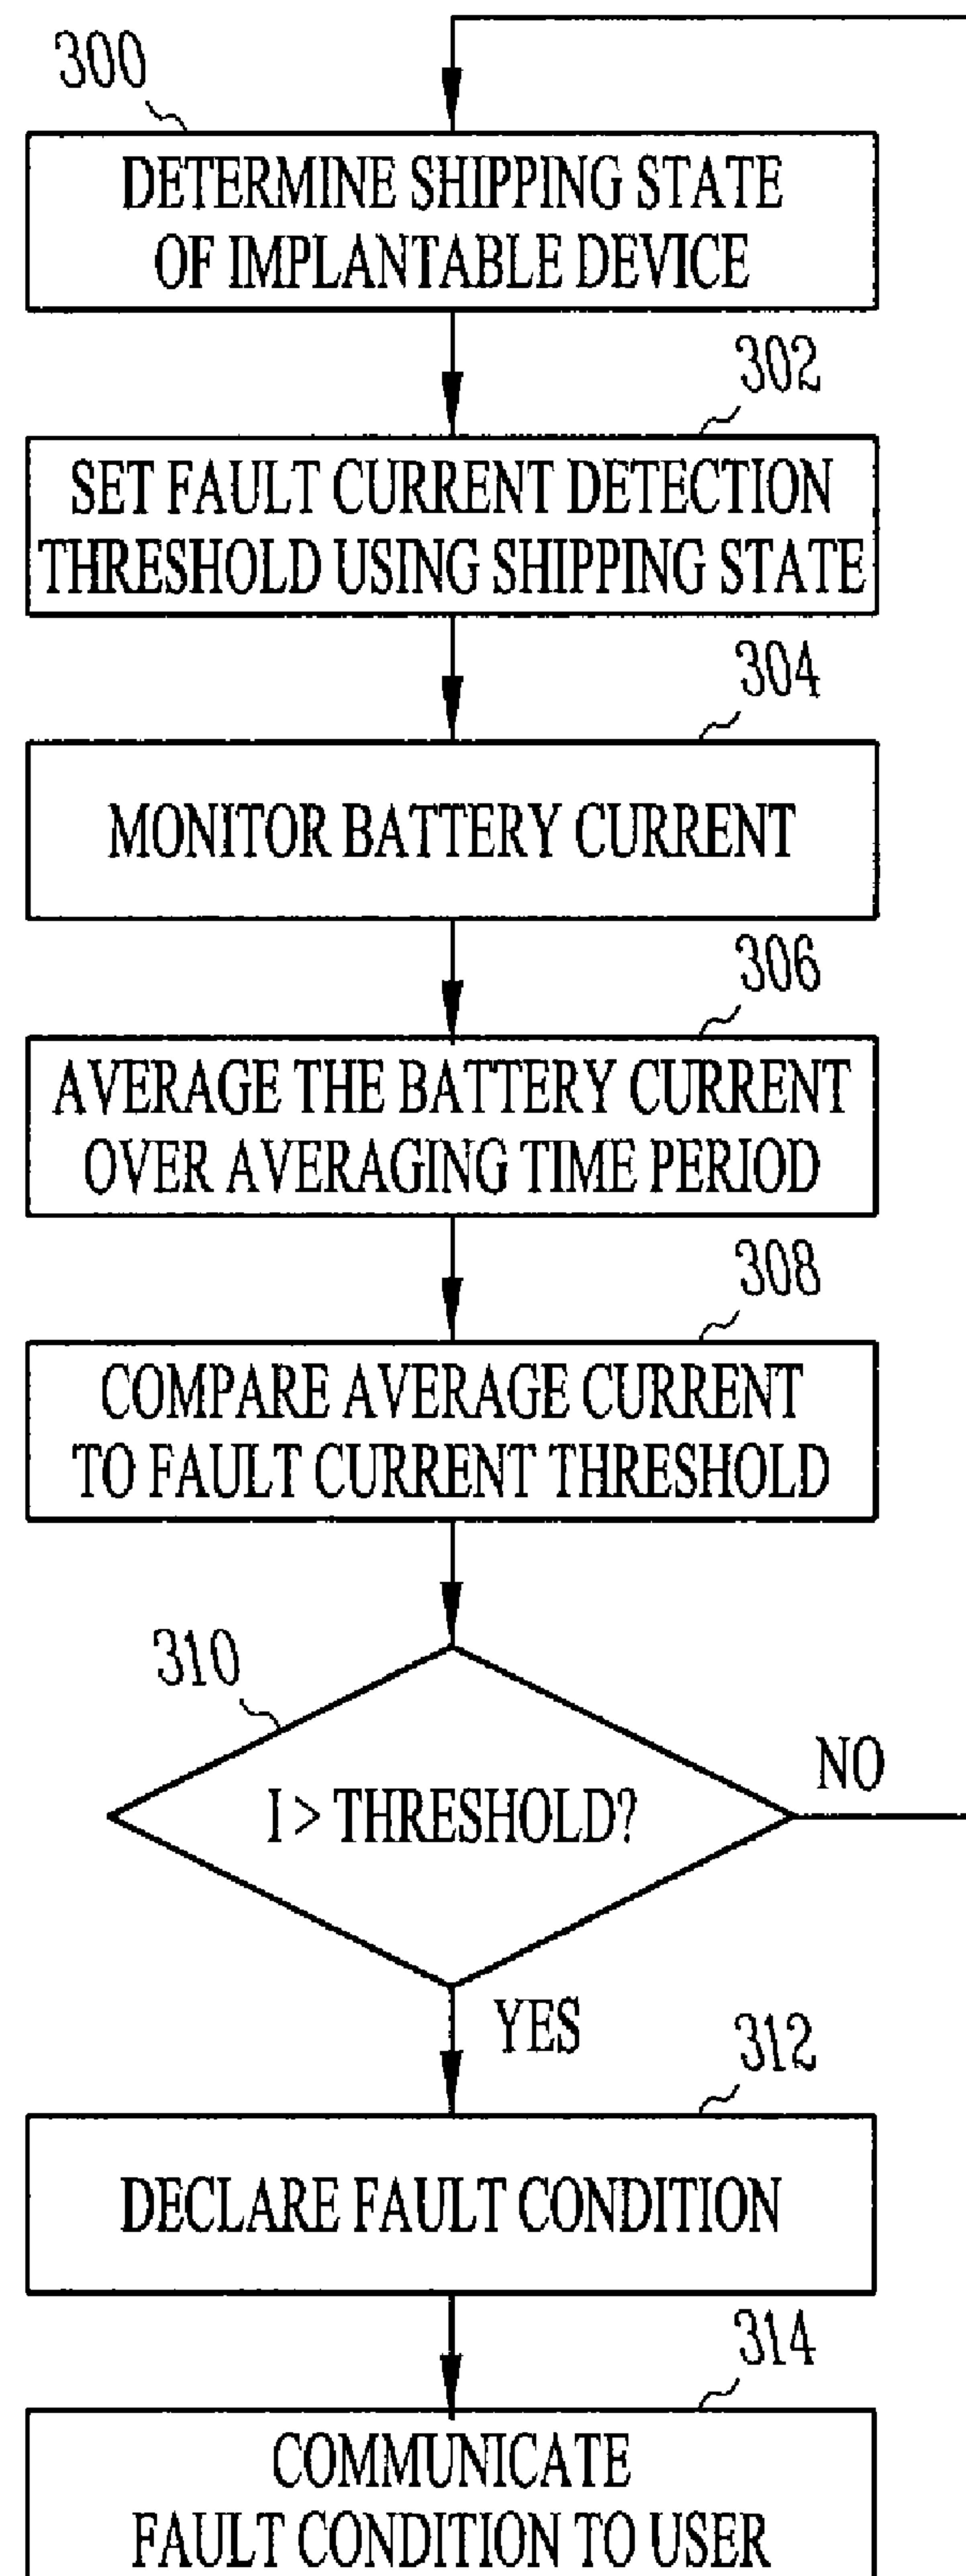 300
DETERMINE SHIPPING STATE
OF IMPLANTABLE DEVICE
302
SET FAULT CURRENT DETECTION
THRESHOLD USING SHIPPING STATE
304
MONITOR BATTERY CURRENT
306
AVERAGE THE BATTERY CURRENT
OVER AVERAGING TIME PERIOD
308
COMPARE AVERAGE CURRENT
TO FAULT CURRENT THRESHOLD
310
I > THRESHOLD?
NO
YES
312
DECLARE FAULT CONDITION
314
COMMUNICATE
FAULT CONDITION TO USER